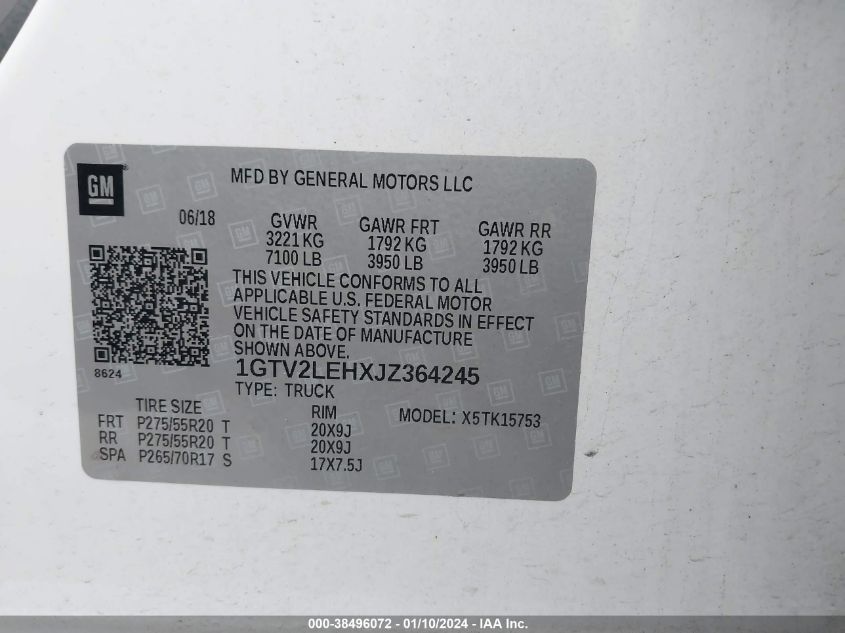 GM
MFD BY GENERAL MOTORS LLC
06/18 GVWR GAWR FRT GAWR RR
3221 KG 1792 KG 1792 KG
7100 LB 3950 LB 3950 LB
THIS VEHICLE CONFORMS TO ALL
APPLICABLE U.S. FEDERAL MOTOR
VEHICLE SAFETY STANDARDS IN EFFECT
ON THE DATE OF MANUFACTURE
SHOWN ABOVE.
8624
1GTV2LEHXJZ364245
TYPE: TRUCK
TIRE SIZE RIM MODEL: X5TK15753
FRT P275/55R20 T 20X9J
RR P275/55R20 T 20X9J
SPA P265/70R17 S 17X7.5J
000-38496072 - 01/10/2024 - IAA Inc.